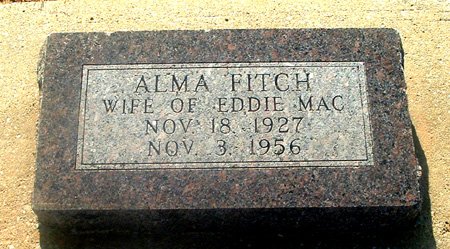 ALMA FITCH
WIFE OF EDDIE MAC
NOV. 18, 1927
NOV. 3, 1956